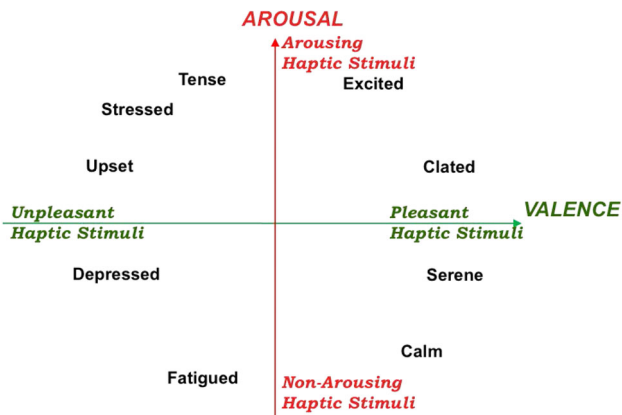 AROUSAL
Arousing
Haptic Stimuli
Tense
Excited
Stressed
Upset
Clated
Unpleasant
Haptic Stimuli
Pleasant
Haptic Stimuli
VALENCE
Depressed
Serene
Calm
Fatigued
Non-Arousing
Haptic Stimuli